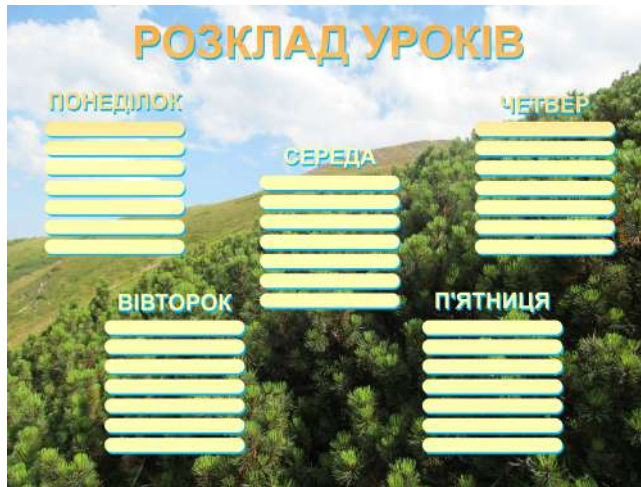 РОЗКЛАД УРОКІВ
ПОНЕДІЛОК
ЧЕТВЕР
СЕРЕДА
ВІВТОРОК
П'ЯТНИЦЯ